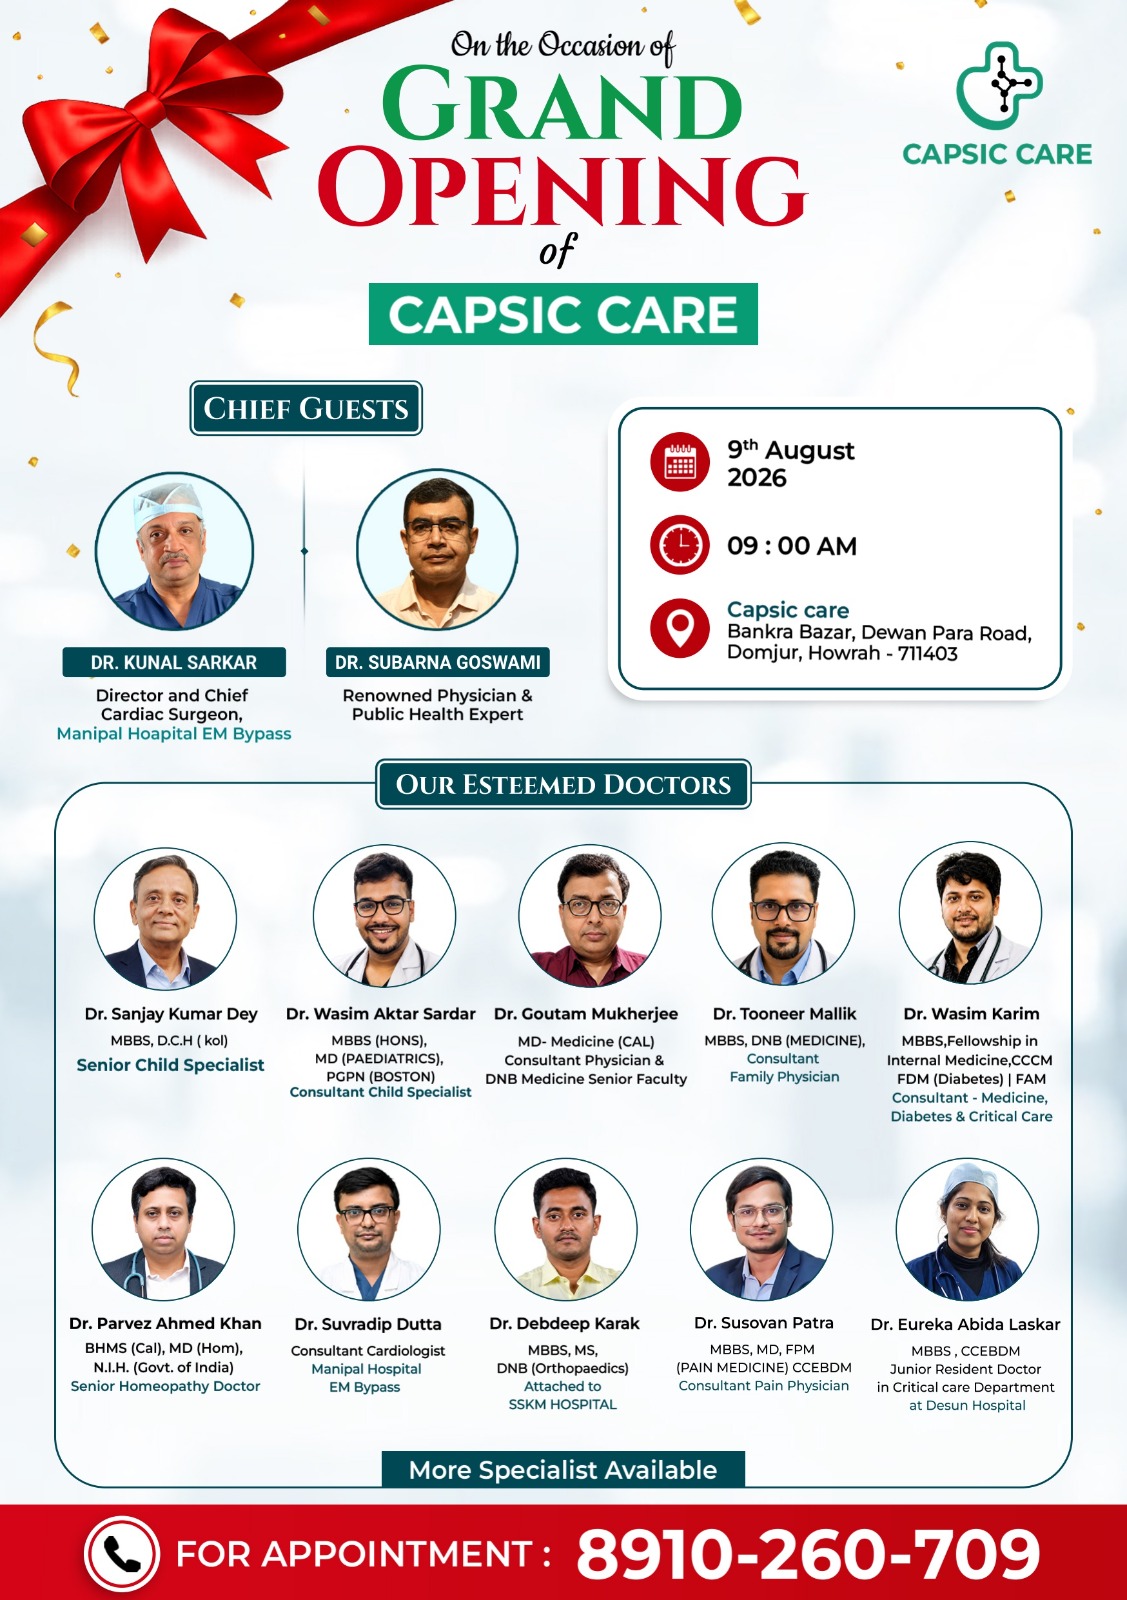 On the Occasion of
GRAND
OPENING
of
CAPSIC CARE
CAPSIC CARE
CHIEF GUESTS
DR. KUNAL SARKAR
Director and Chief
Cardiac Surgeon,
Manipal Hoapital EM Bypass
DR. SUBARNA GOSWAMI
Renowned Physician &
Public Health Expert
9th August
2026
09 : 00 AM
Capsic care
Bankra Bazar, Dewan Para Road,
Domjur, Howrah - 711403
OUR ESTEEMED DOCTORS
Dr. Sanjay Kumar Dey
MBBS, D.C.H ( kol)
Senior Child Specialist
Dr. Wasim Aktar Sardar
MBBS (HONS),
MD (PAEDIATRICS),
PGPN (BOSTON)
Consultant Child Specialist
Dr. Goutam Mukherjee
MD- Medicine (CAL)
Consultant Physician &
DNB Medicine Senior Faculty
Dr. Tooneer Mallik
MBBS, DNB (MEDICINE),
Consultant
Family Physician
Dr. Wasim Karim
MBBS,Fellowship in
Internal Medicine,CCCM
FDM (Diabetes) | FAM
Consultant - Medicine,
Diabetes & Critical Care
Dr. Parvez Ahmed Khan
BHMS (Cal), MD (Hom),
N.I.H. (Govt. of India)
Senior Homeopathy Doctor
Dr. Suvradip Dutta
Consultant Cardiologist
Manipal Hospital
EM Bypass
Dr. Debdeep Karak
MBBS, MS,
DNB (Orthopaedics)
Attached to
SSKM HOSPITAL
Dr. Susovan Patra
MBBS, MD, FPM
(PAIN MEDICINE) CCEBDM
Consultant Pain Physician
Dr. Eureka Abida Laskar
MBBS , CCEBDM
Junior Resident Doctor
in Critical care Department
at Desun Hospital
More Specialist Available
FOR APPOINTMENT : 8910-260-709